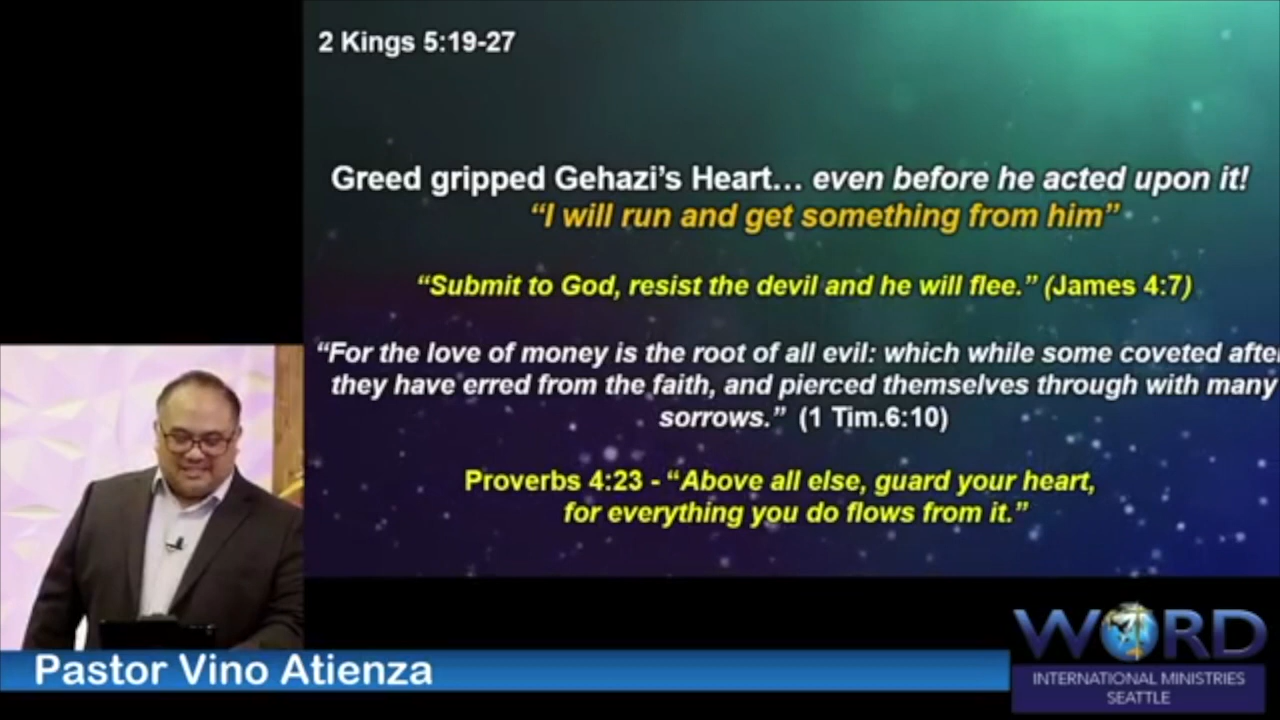 2 Kings 5:19-27
Greed gripped Gehazi's Heart... even before he acted upon it!
“I will run and get something from him”
“Submit to God, resist the devil and he will flee.” (James 4:7)
“For the love of money is the root of all evil: which while some coveted afte
they have erred from the faith, and pierced themselves through with many
sorrows.” (1 Tim.6:10)
Proverbs 4:23 - “Above all else, guard your heart,
for everything you do flows from it.”
Pastor Vino Atienza
WORD
INTERNATIONAL MINISTRIES
SEATTLE